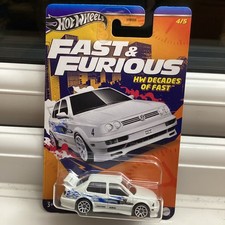 Hot Wheels
4/5
FAST &
FURIOUS
HW DECADES
OF FAST